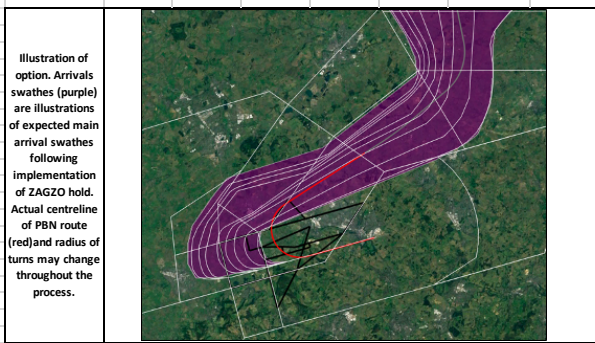 Illustration of
option. Arrivals
swathes (purple)
are illustrations
of expected main
arrival swathes
following
implementation
of ZAGZO hold.
Actual centreline
of PBN route
(red)and radius of
turns may change
throughout the
process.